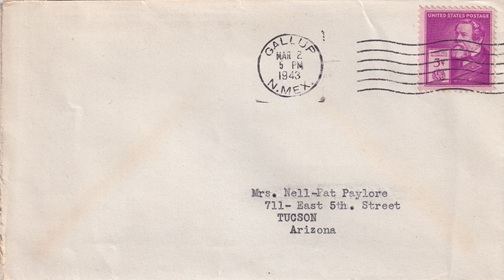 UNITED STATES POSTAGE
3¢
GALLUP
MAR 2
5 PM
1943
N.MEX.
Mrs. Nell-Pat Paylore
711- East 5th. Street
TUCSON
Arizona